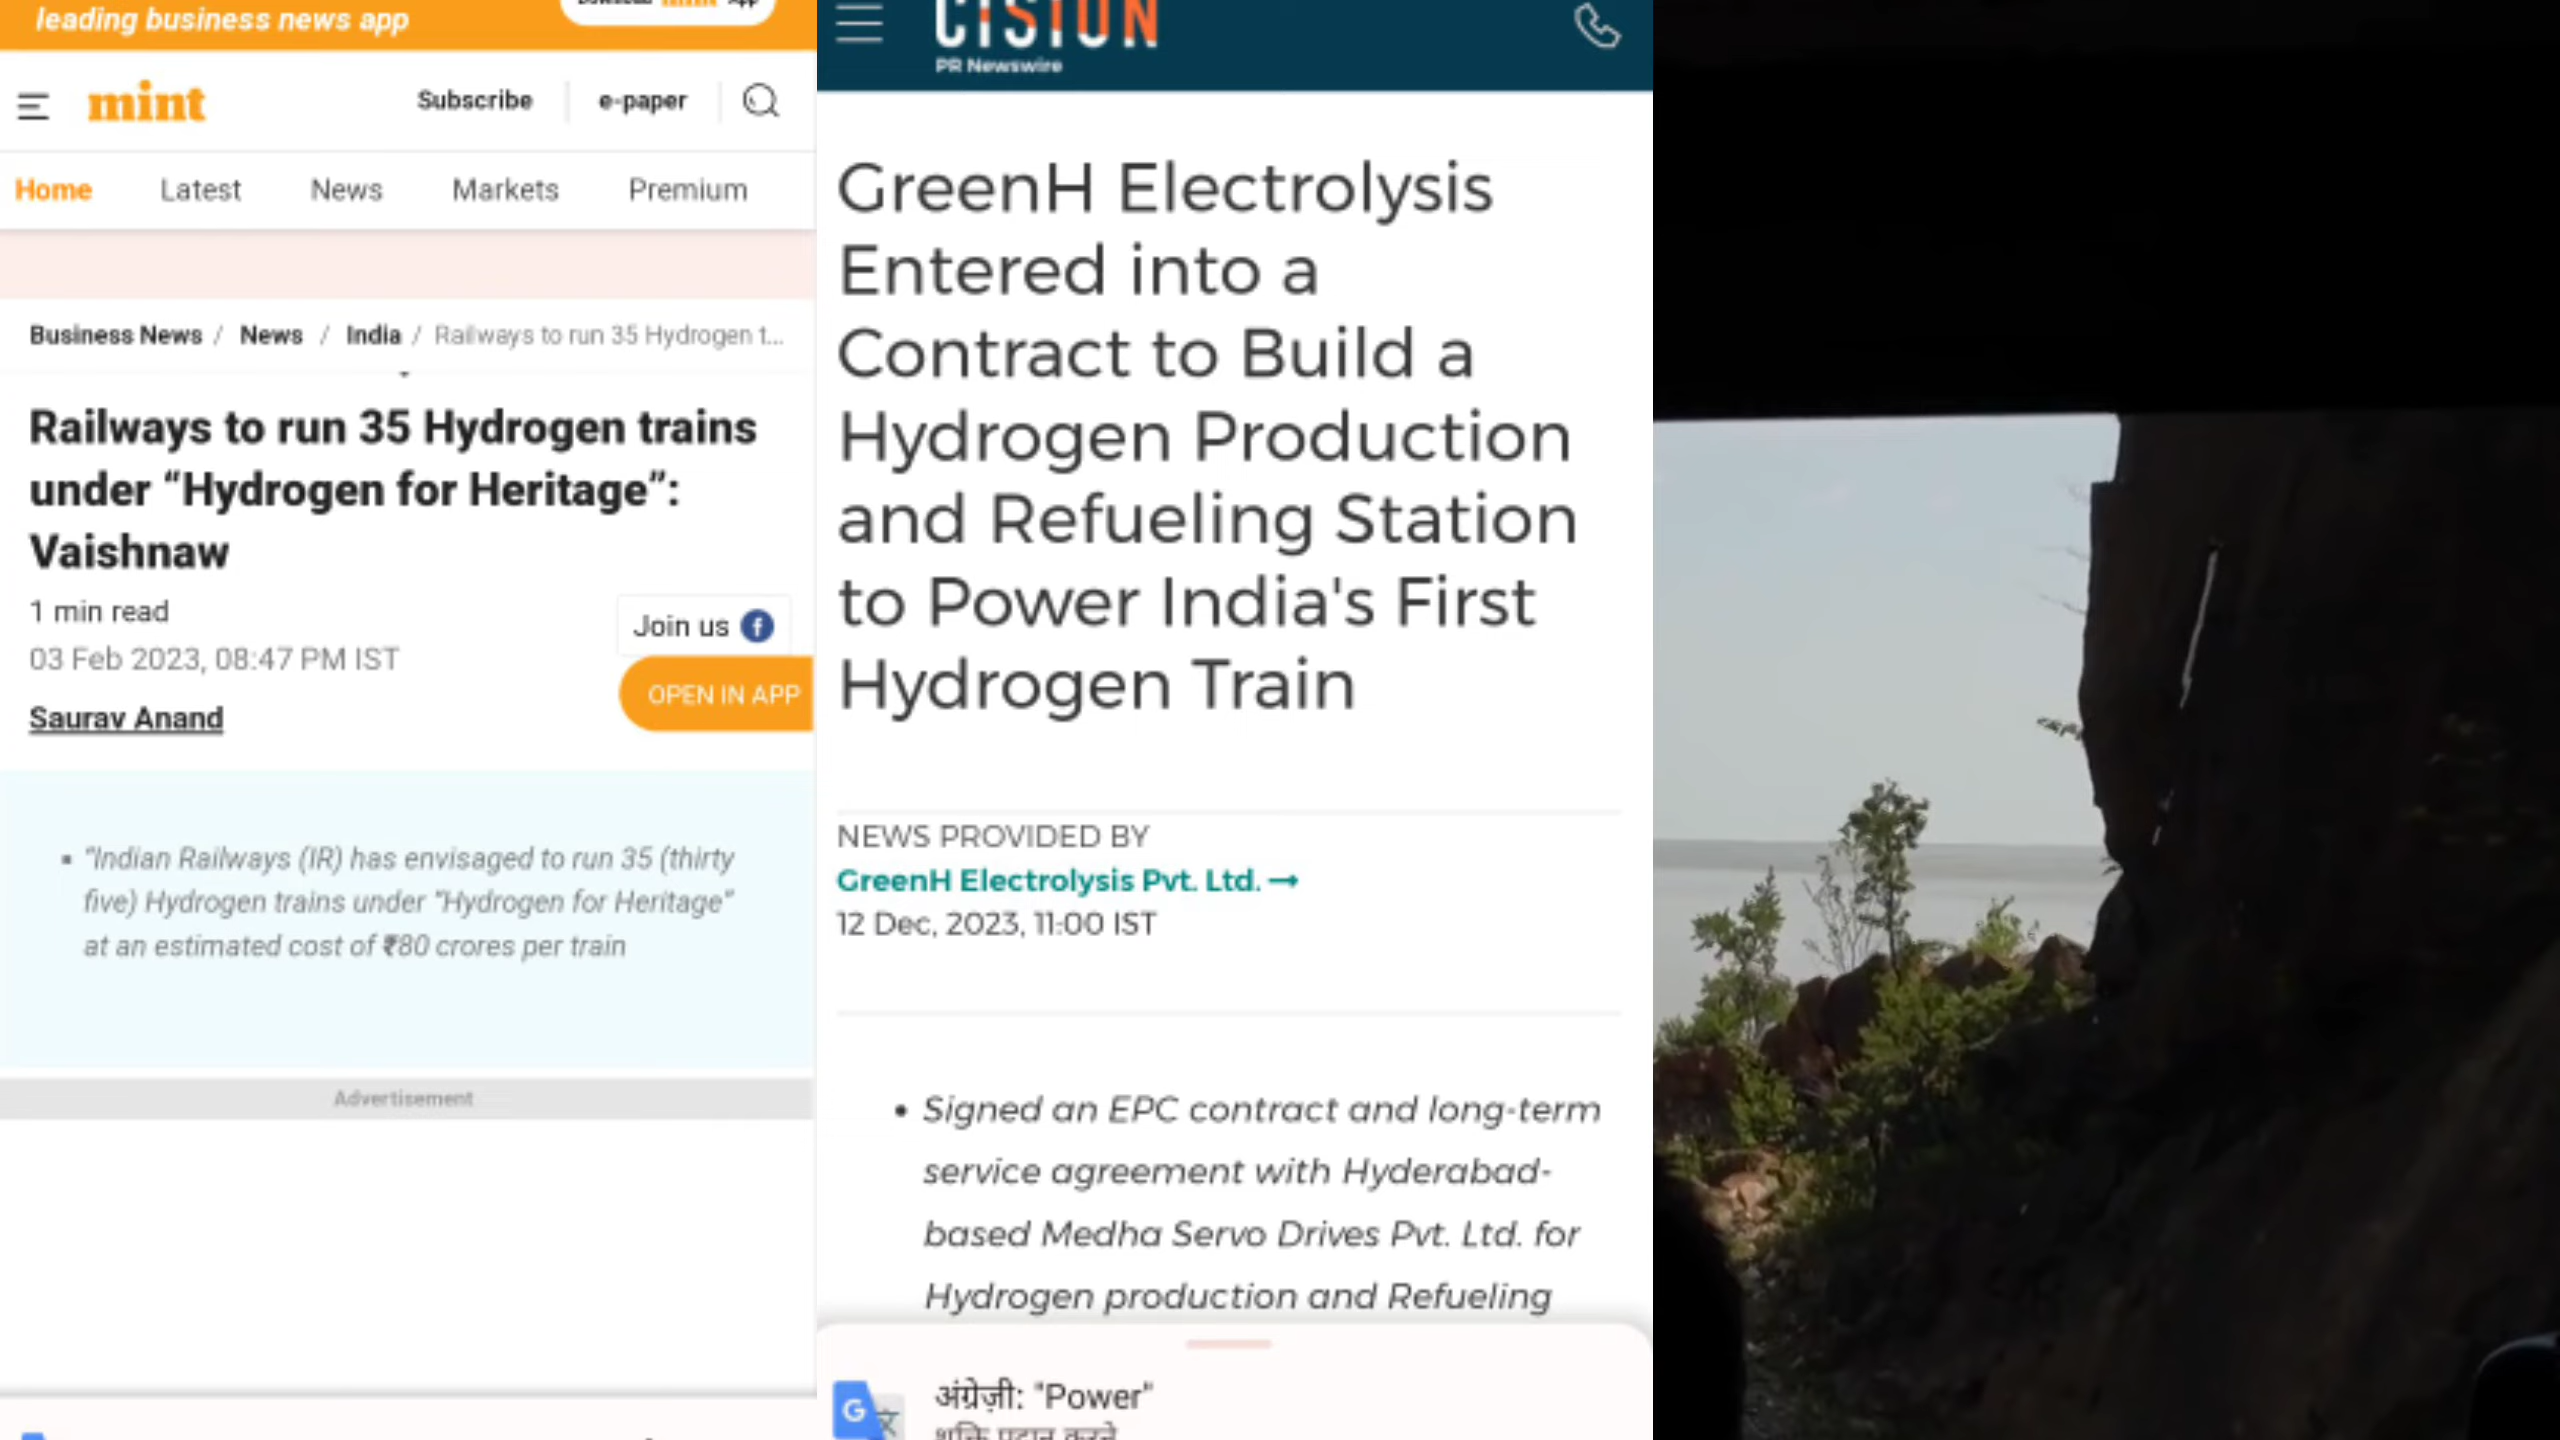 leading business news app
mint
Subscribe
e-paper
Home
Latest
News
Markets
Premium
Business News / News / India / Railways to run 35 Hydrogen t...
Railways to run 35 Hydrogen trains
under “Hydrogen for Heritage”:
Vaishnaw
1 min read
Join us
03 Feb 2023, 08:47 PM IST
OPEN IN APP
Saurav Anand
"Indian Railways (IR) has envisaged to run 35 (thirty
five) Hydrogen trains under "Hydrogen for Heritage"
at an estimated cost of ₹80 crores per train
Advertisement
CISION
PR Newswire
GreenH Electrolysis
Entered into a
Contract to Build a
Hydrogen Production
and Refueling Station
to Power India's First
Hydrogen Train
NEWS PROVIDED BY
GreenH Electrolysis Pvt. Ltd.
12 Dec, 2023, 11:00 IST
• Signed an EPC contract and long-term
service agreement with Hyderabad-
based Medha Servo Drives Pvt. Ltd. for
Hydrogen production and Refueling
अंग्रेज़ी: "Power"